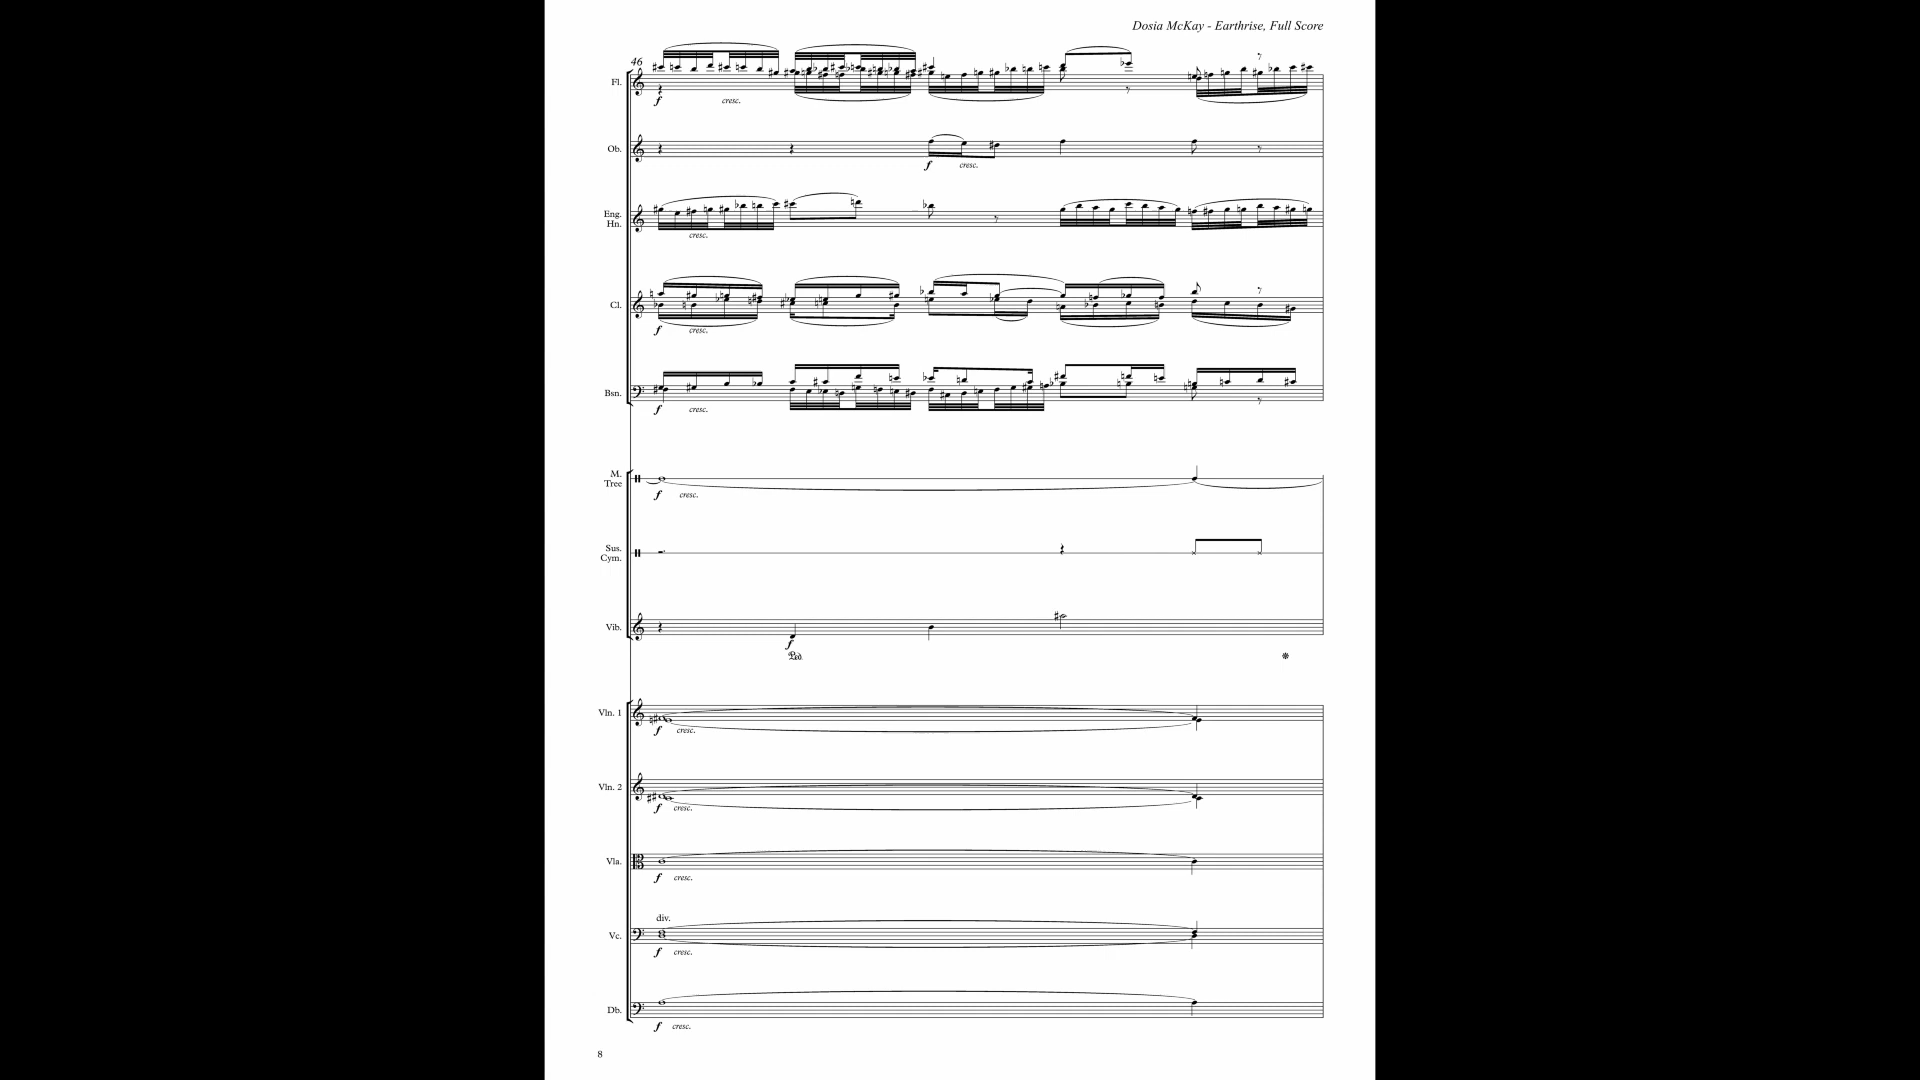 Dosia McKay - Earthrise, Full Score
46
Fl.
f
cresc.
Ob.
f
cresc.
Eng.
Hn.
cresc.
Cl.
f
cresc.
Bsn.
f
cresc.
M.
Tree
f
cresc.
Sus.
Cym.
Vib.
f
Ped.
Vln. 1
f
cresc.
Vln. 2
f
cresc.
Vla.
f
cresc.
div.
Vc.
f
cresc.
Db.
f
cresc.
8